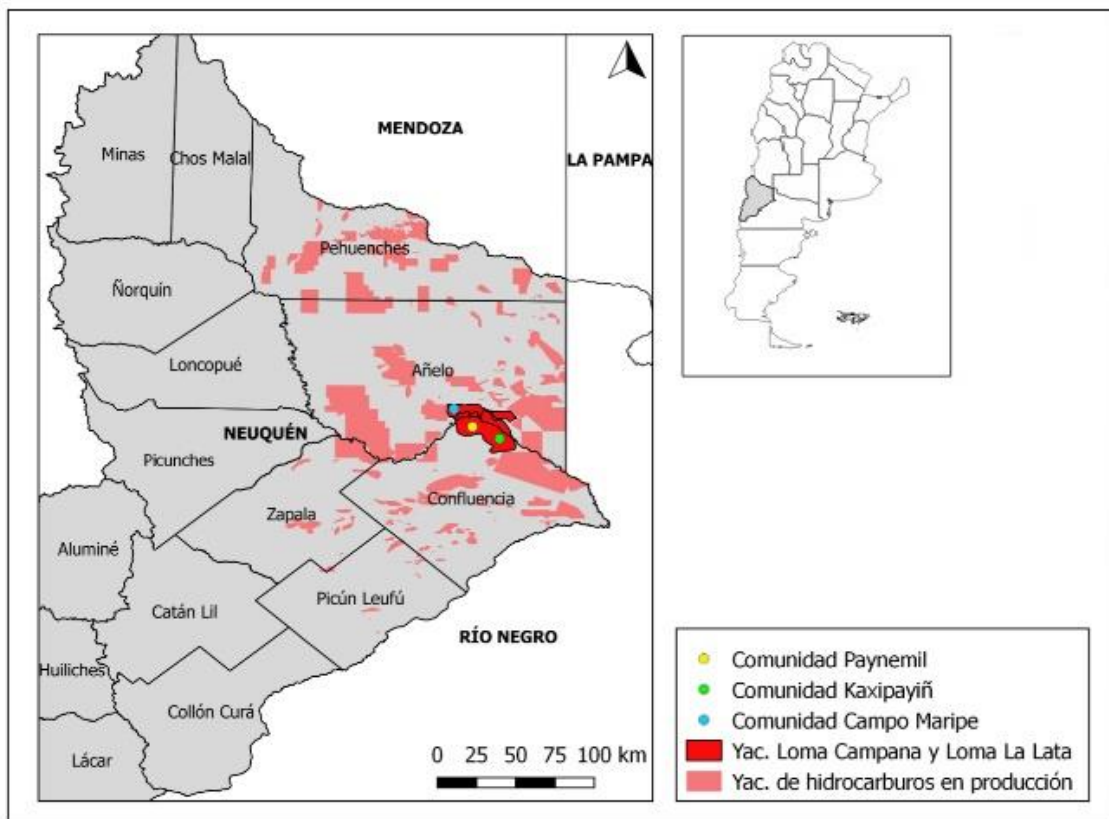 MENDOZA
LA PAMPA
Minas
Chos Malal
Pehuenches
Ñorquín
Loncopué
Añelo
NEUQUÉN
Picunches
Confluencia
Zapala
Aluminé
Picún Leufú
Catán Lil
RÍO NEGRO
Huiliches
Collón Curá
Lácar
0 25 50 75 100 km
Comunidad Paynemil
Comunidad Kaxipayiñ
Comunidad Campo Maripe
Yac. Loma Campana y Loma La Lata
Yac. de hidrocarburos en producción